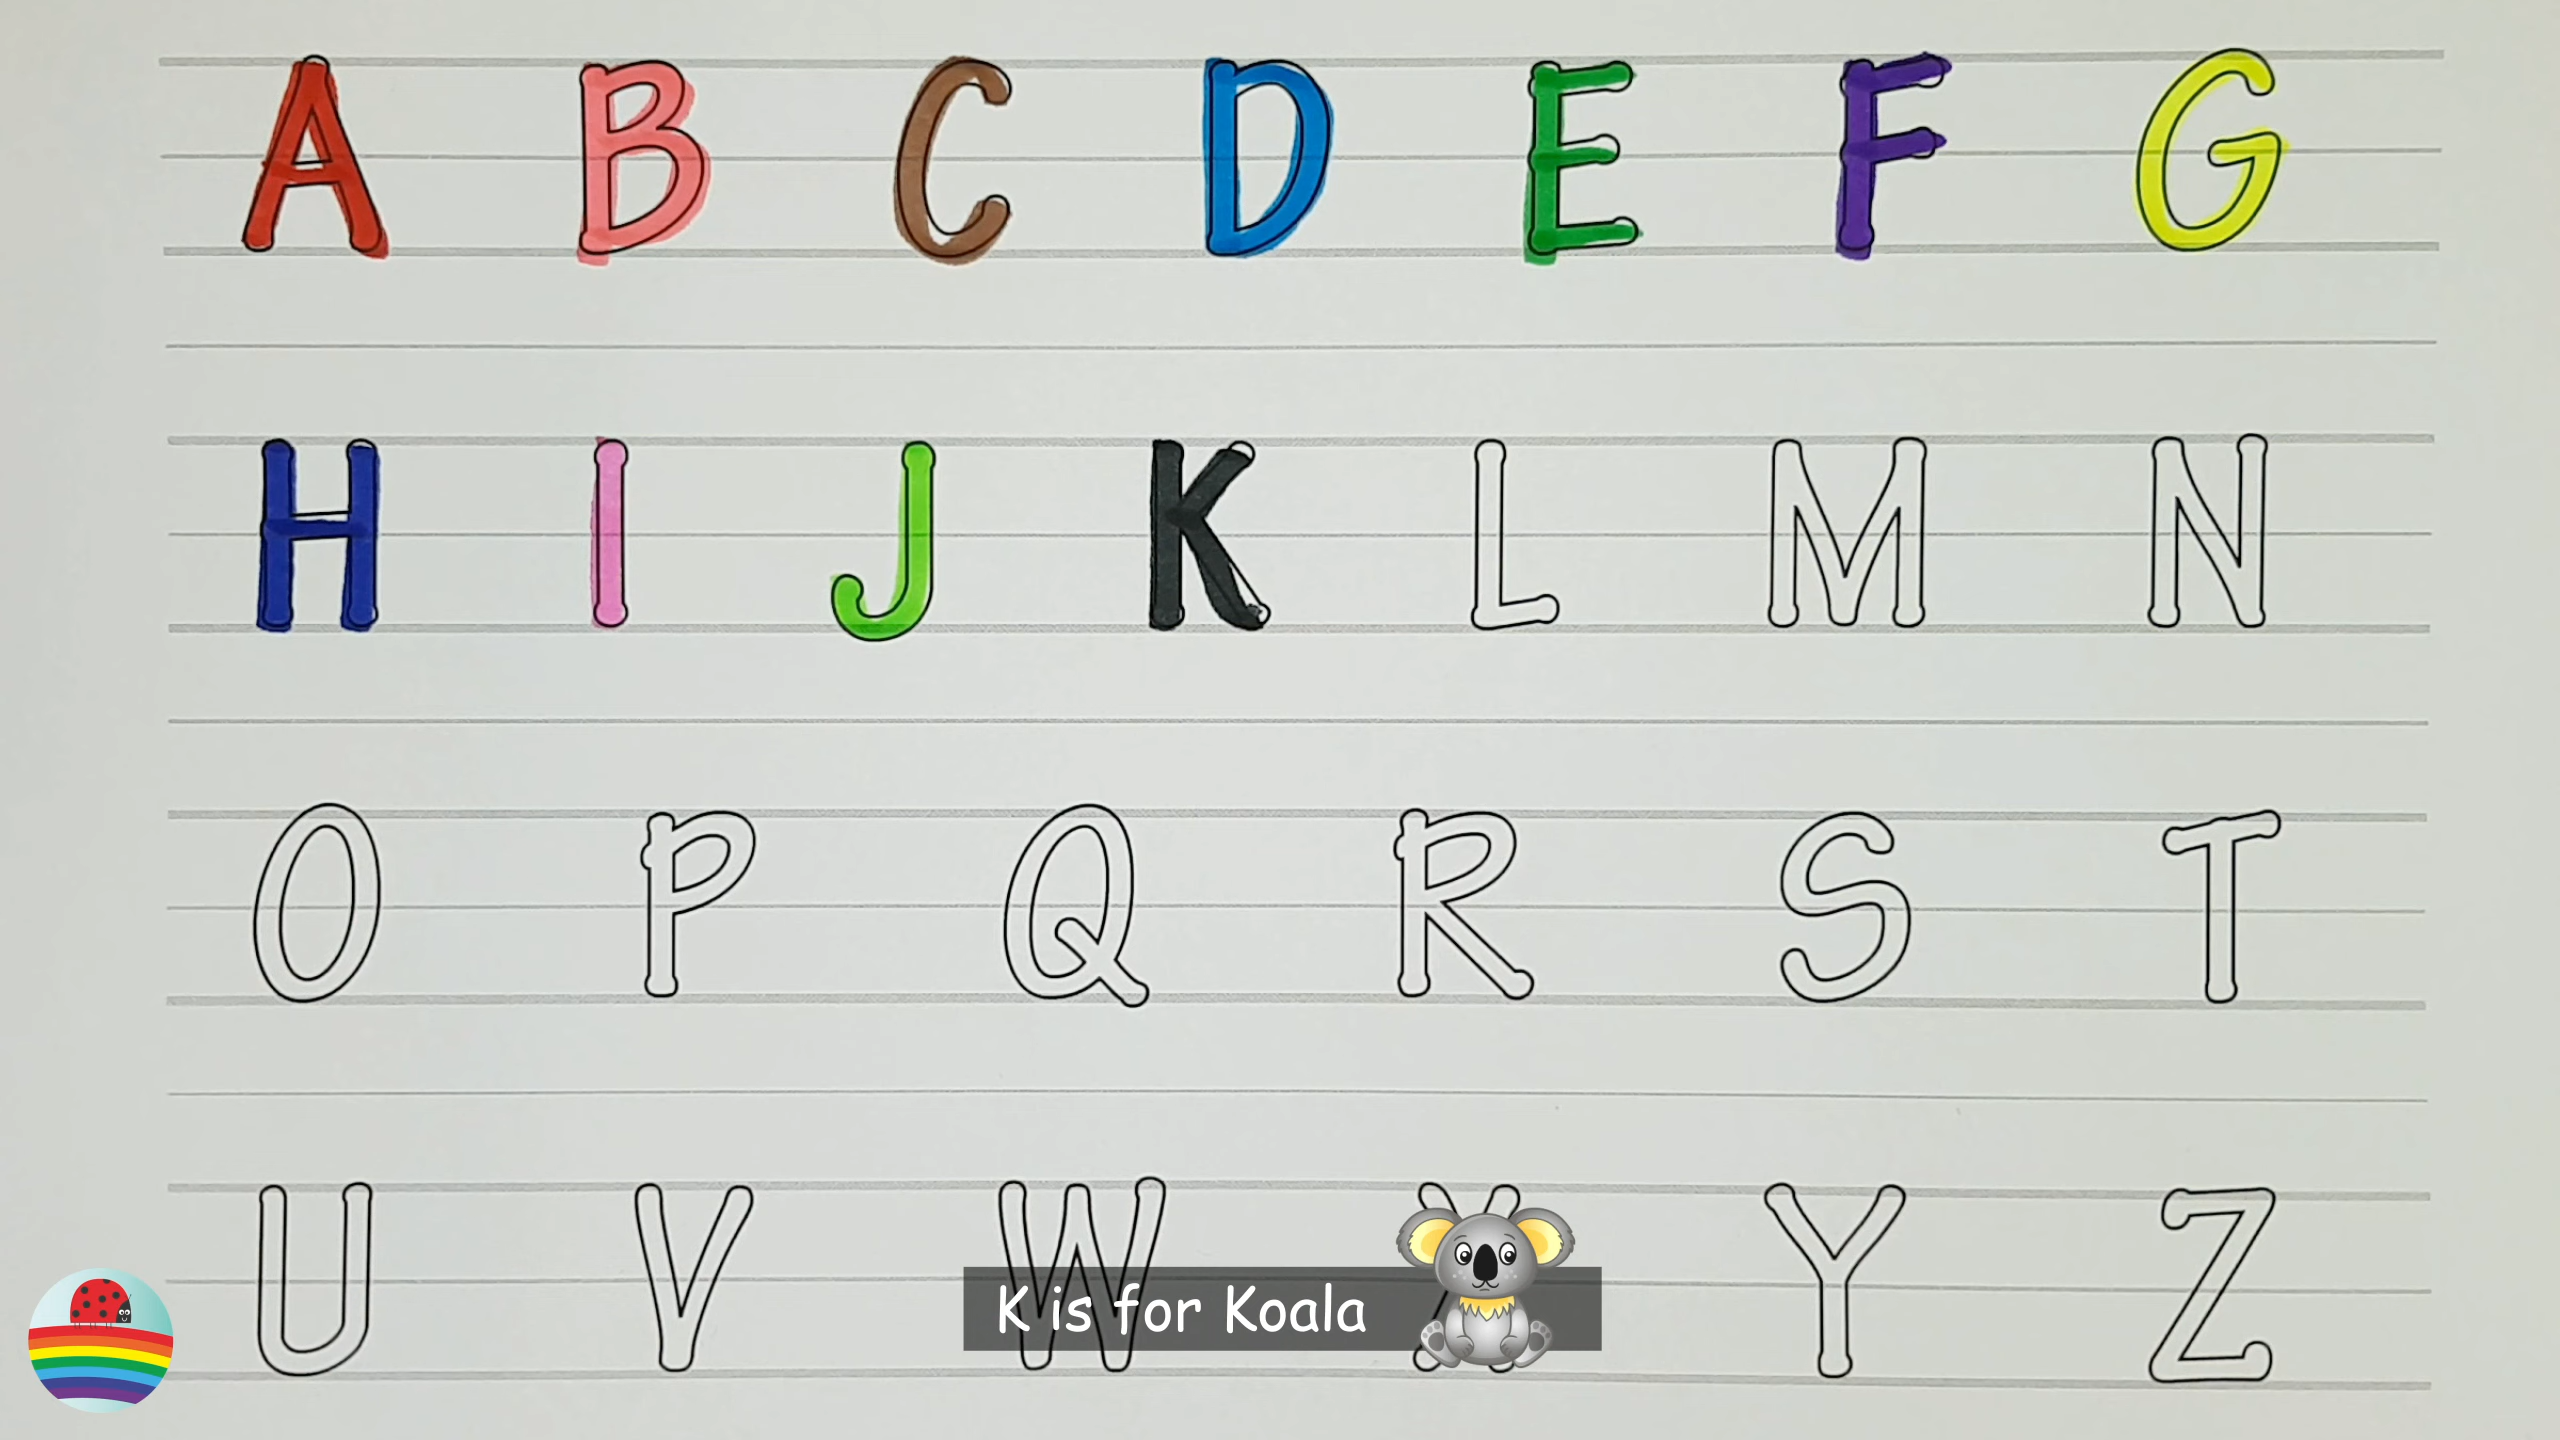 A B C D E F G
H I J K L M N
O P Q R S T
U V W X Y Z
K is for Koala